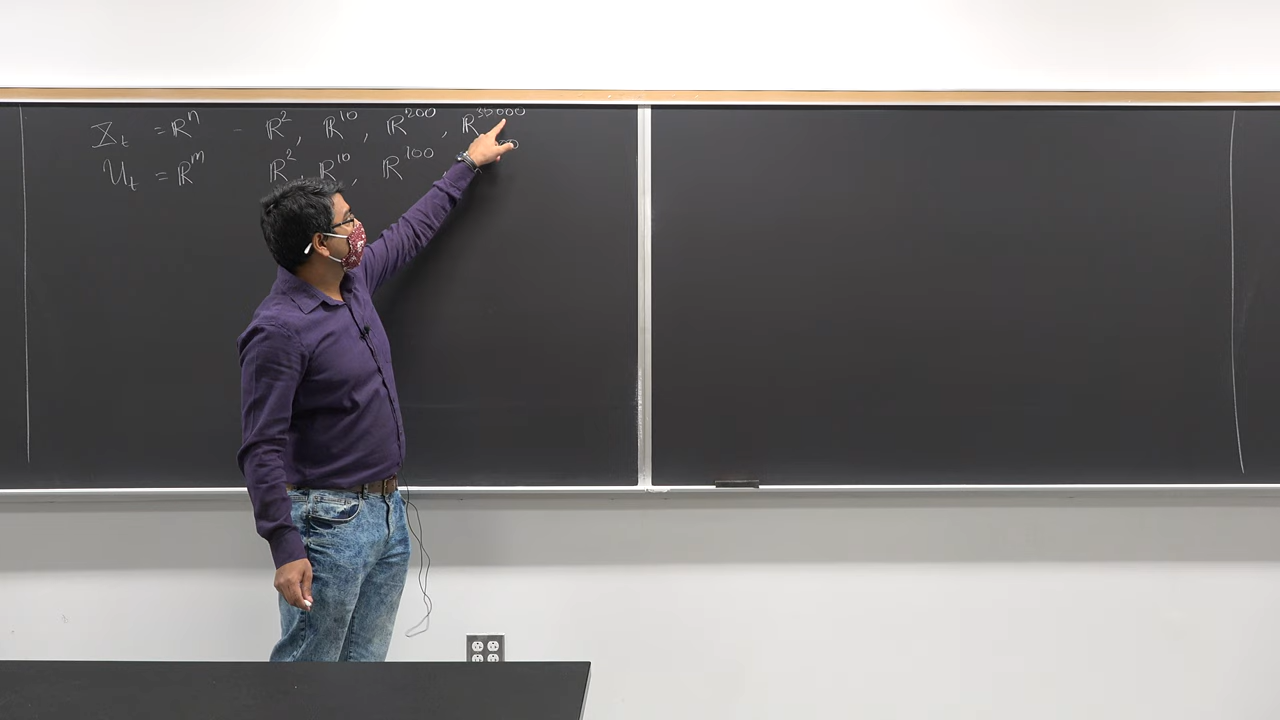 X_t = ℝ^n - ℝ^2, ℝ^10, ℝ^200, ℝ^35000
U_t = ℝ^m ℝ^2, ℝ^10, ℝ^100,